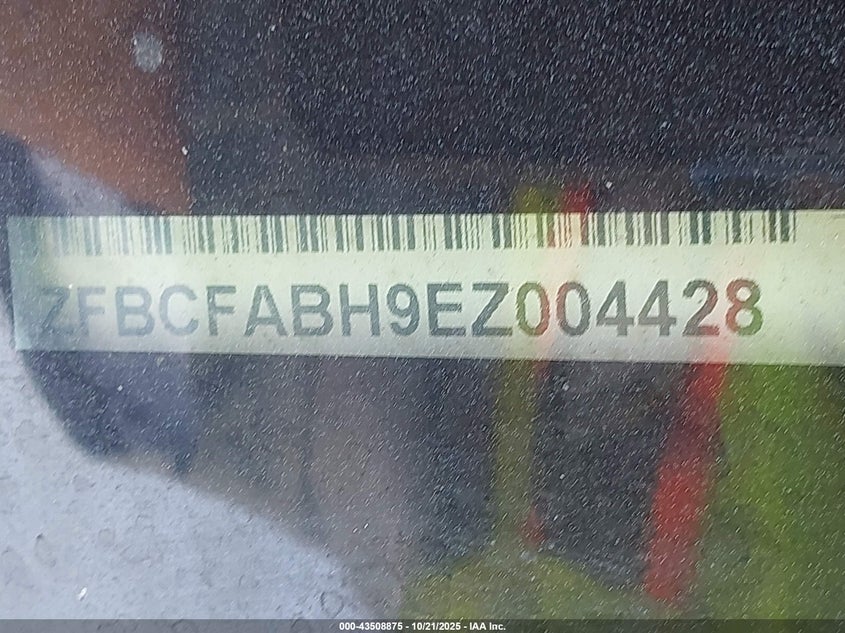 ZFBCFABH9EZ004428
000-43508875 - 10/21/2025 - IAA Inc.